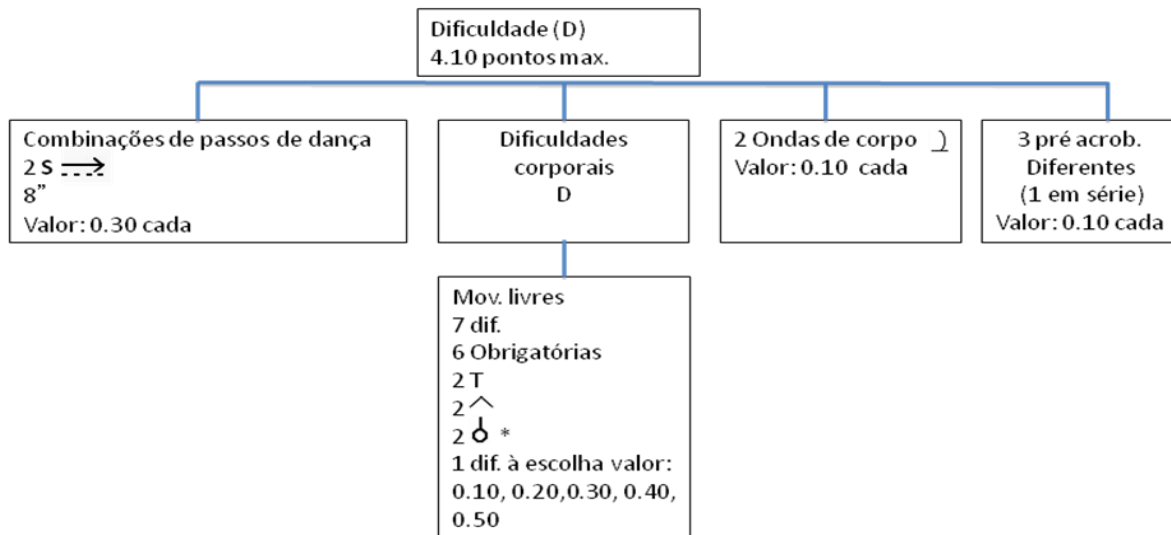 Dificuldade (D)
4.10 pontos max.
Combinações de passos de dança
2 S
8”
Valor: 0.30 cada
Dificuldades
corporais
D
2 Ondas de corpo
Valor: 0.10 cada
3 pré acrob.
Diferentes
(1 em série)
Valor: 0.10 cada
Mov. livres
7 dif.
6 Obrigatórias
2 T
2
2 *
1 dif. à escolha valor:
0.10, 0.20,0.30, 0.40,
0.50